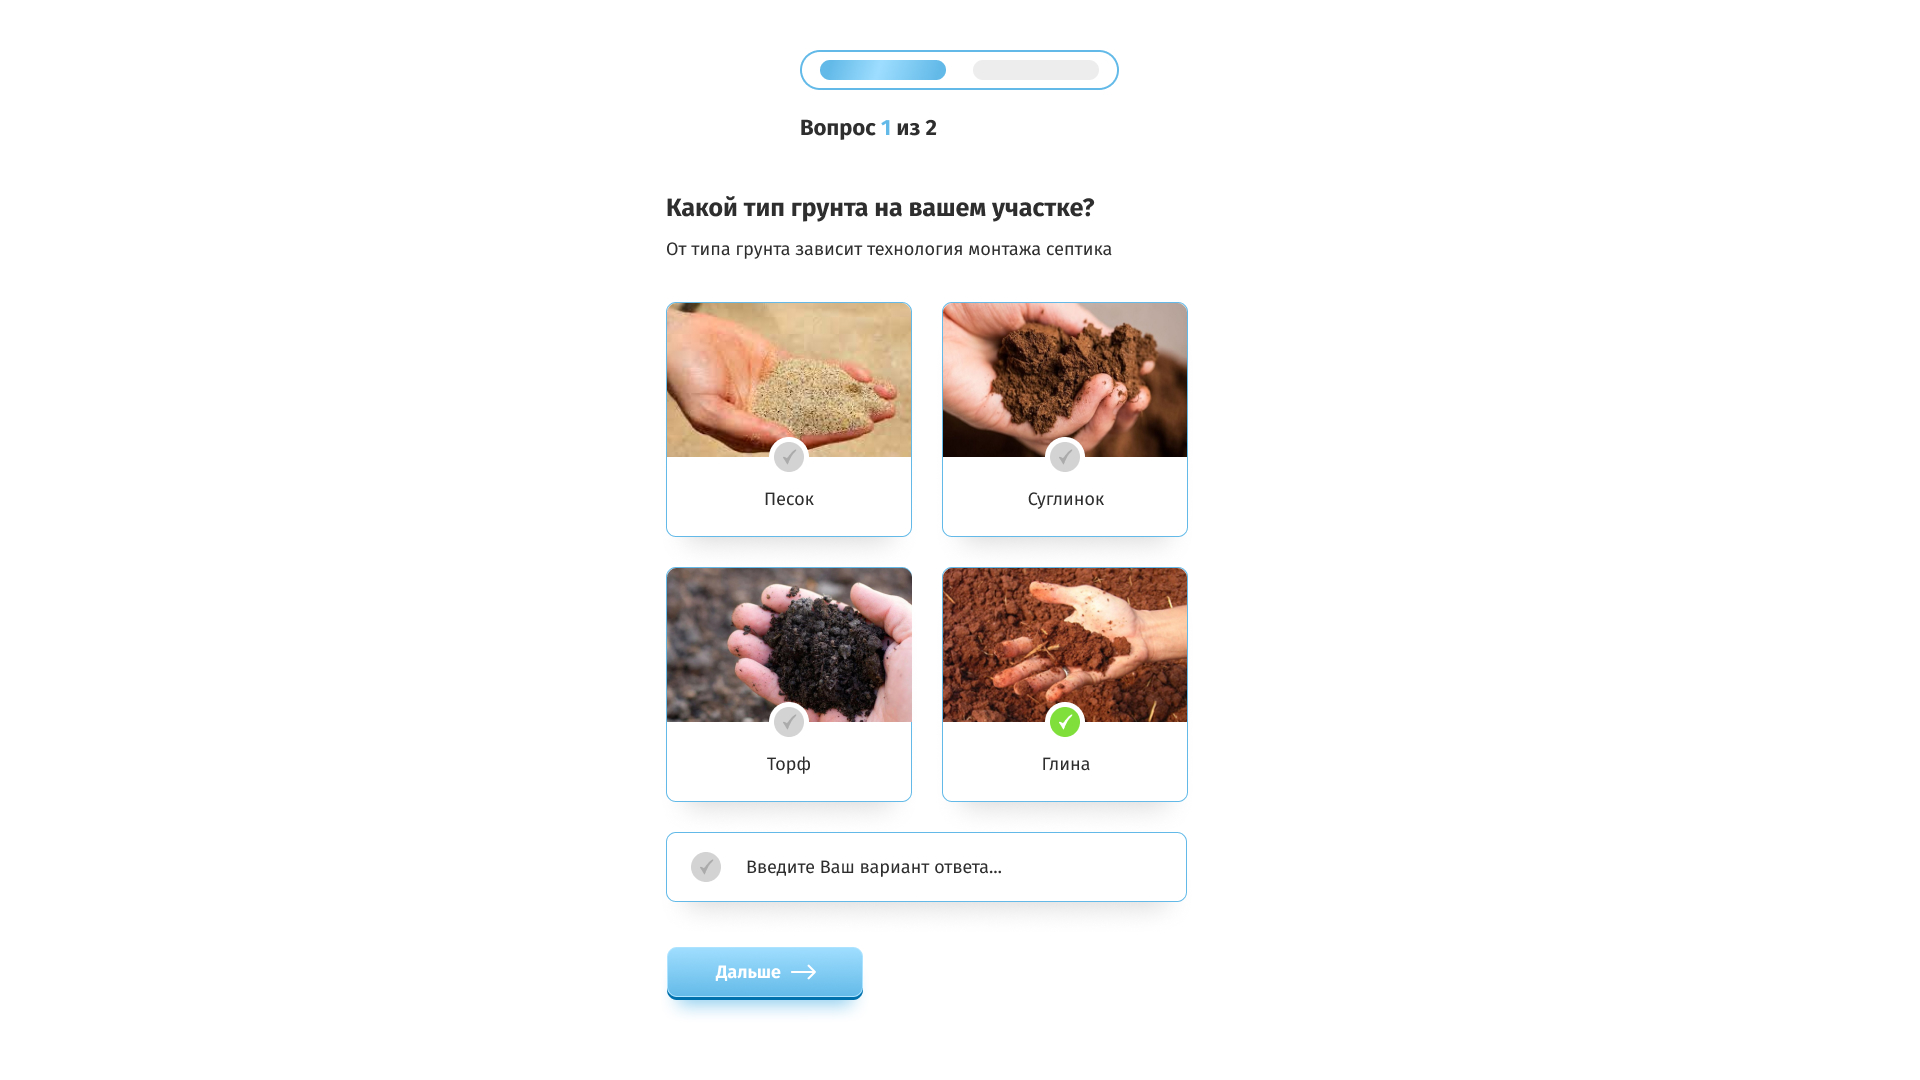 Вопрос 1 из 2
Какой тип грунта на вашем участке?
От типа грунта зависит технология монтажа септика
Песок
Суглинок
Торф
Глина
Введите Ваш вариант ответа...
Дальше